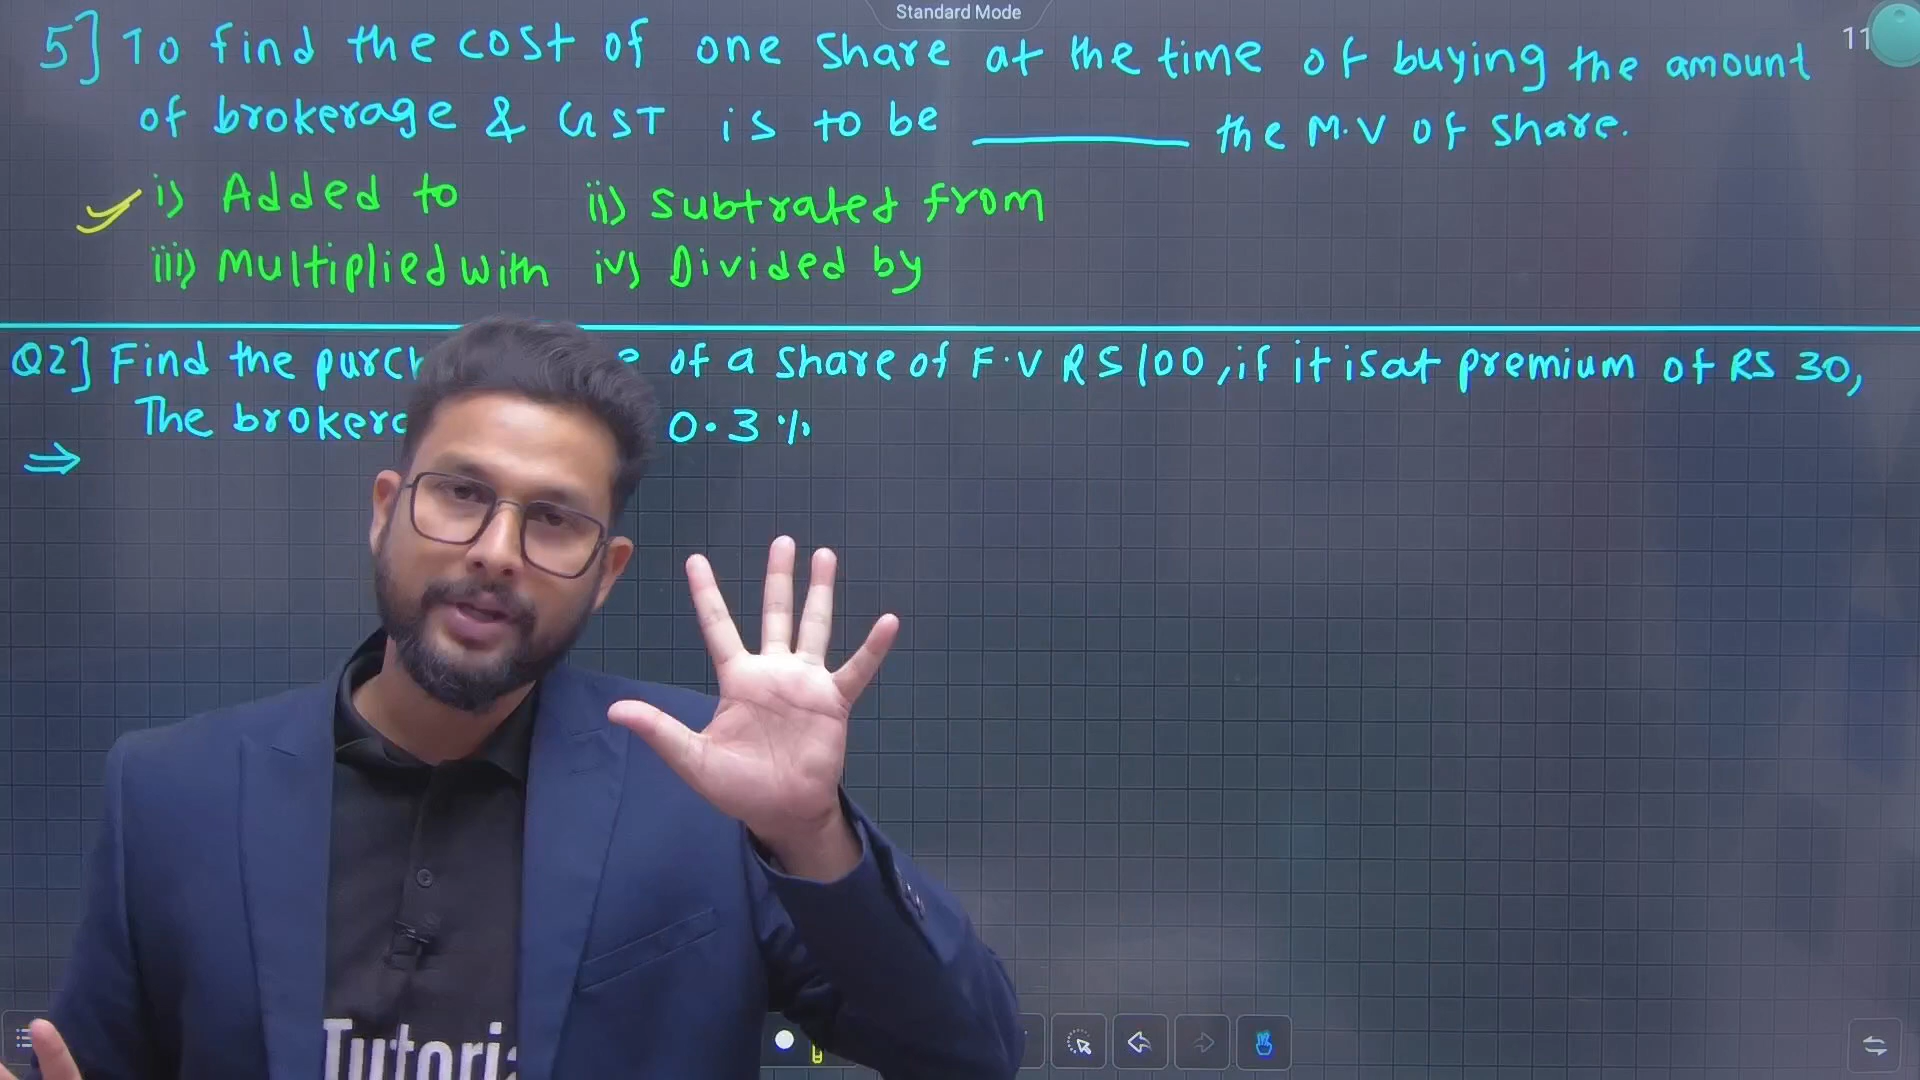 Standard Mode
11
5] To find the cost of one share at the time of buying the amount
of brokerage & GST is to be ______ the M.V of share.
i) Added to ii) subtrated from
iii) Multiplied with iv) Divided by
Q2] Find the of a share of F.V RS 100, if it is at premium of RS 30,
The 0.3 %
⇒